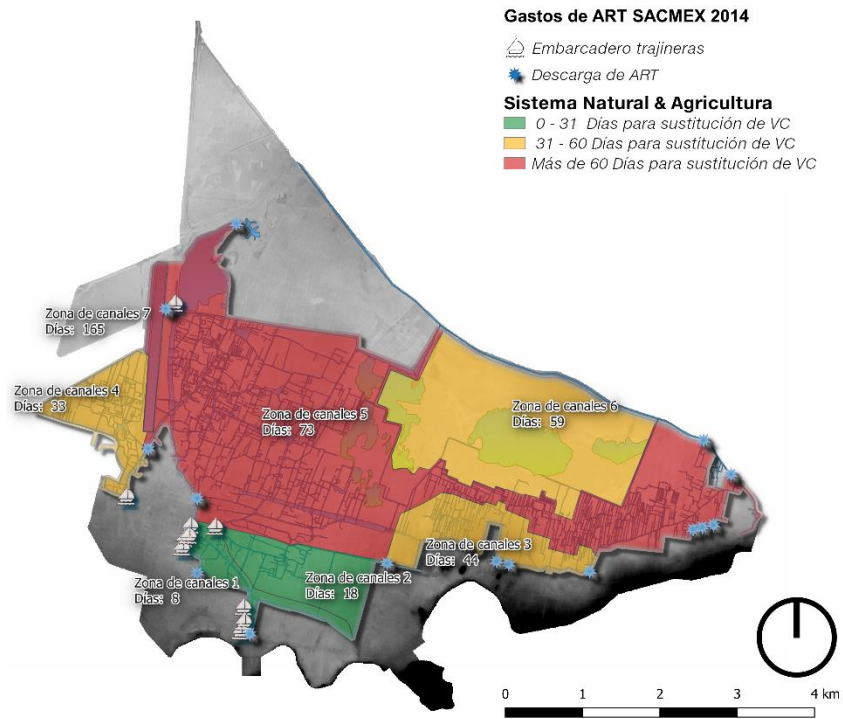 Gastos de ART SACMEX 2014
Embarcadero trajineras
Descarga de ART
Sistema Natural & Agricultura
0 - 31 Días para sustitución de VC
31 - 60 Días para sustitución de VC
Más de 60 Días para sustitución de VC
Zona de canales 7
Días: 165
Zona de canales 4
Días: 33
Zona de canales 5
Días: 73
Zona de canales 6
Días: 59
Zona de canales 3
Días: 44
Zona de canales 1
Días: 8
Zona de canales 2
Días: 18
0 1 2 3 4 km